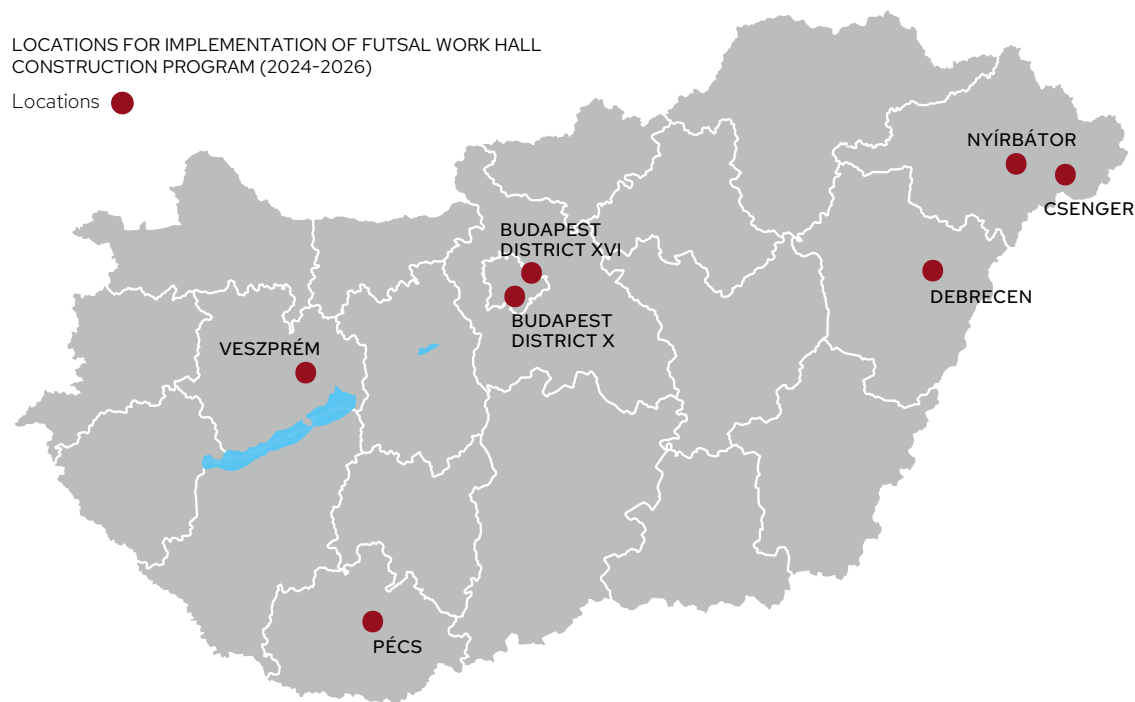 LOCATIONS FOR IMPLEMENTATION OF FUTSAL WORK HALL
CONSTRUCTION PROGRAM (2024-2026)
Locations
NYÍRBÁTOR
CSENGER
BUDAPEST
DISTRICT XVI
DEBRECEN
BUDAPEST
DISTRICT X
VESZPRÉM
PÉCS